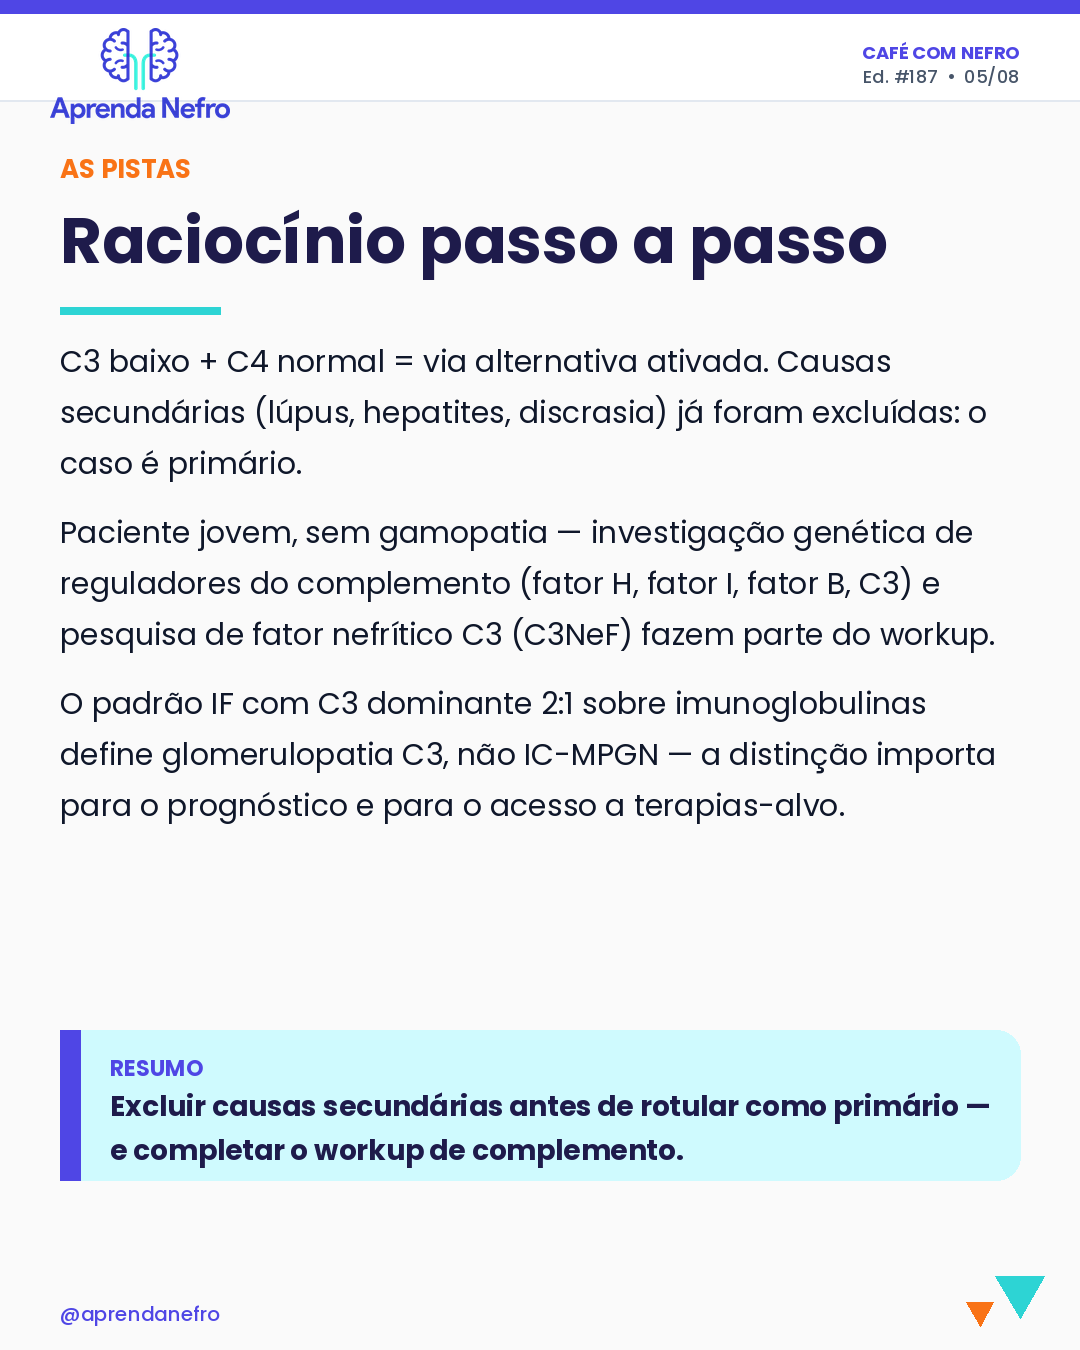 Aprenda Nefro
CAFÉ COM NEFRO
Ed. #187 • 05/08
AS PISTAS
Raciocínio passo a passo
C3 baixo + C4 normal = via alternativa ativada. Causas
secundárias (lúpus, hepatites, discrasia) já foram excluídas: o
caso é primário.
Paciente jovem, sem gamopatia — investigação genética de
reguladores do complemento (fator H, fator I, fator B, C3) e
pesquisa de fator nefrítico C3 (C3NeF) fazem parte do workup.
O padrão IF com C3 dominante 2:1 sobre imunoglobulinas
define glomerulopatia C3, não IC-MPGN — a distinção importa
para o prognóstico e para o acesso a terapias-alvo.
RESUMO
Excluir causas secundárias antes de rotular como primário —
e completar o workup de complemento.
@aprendanefro